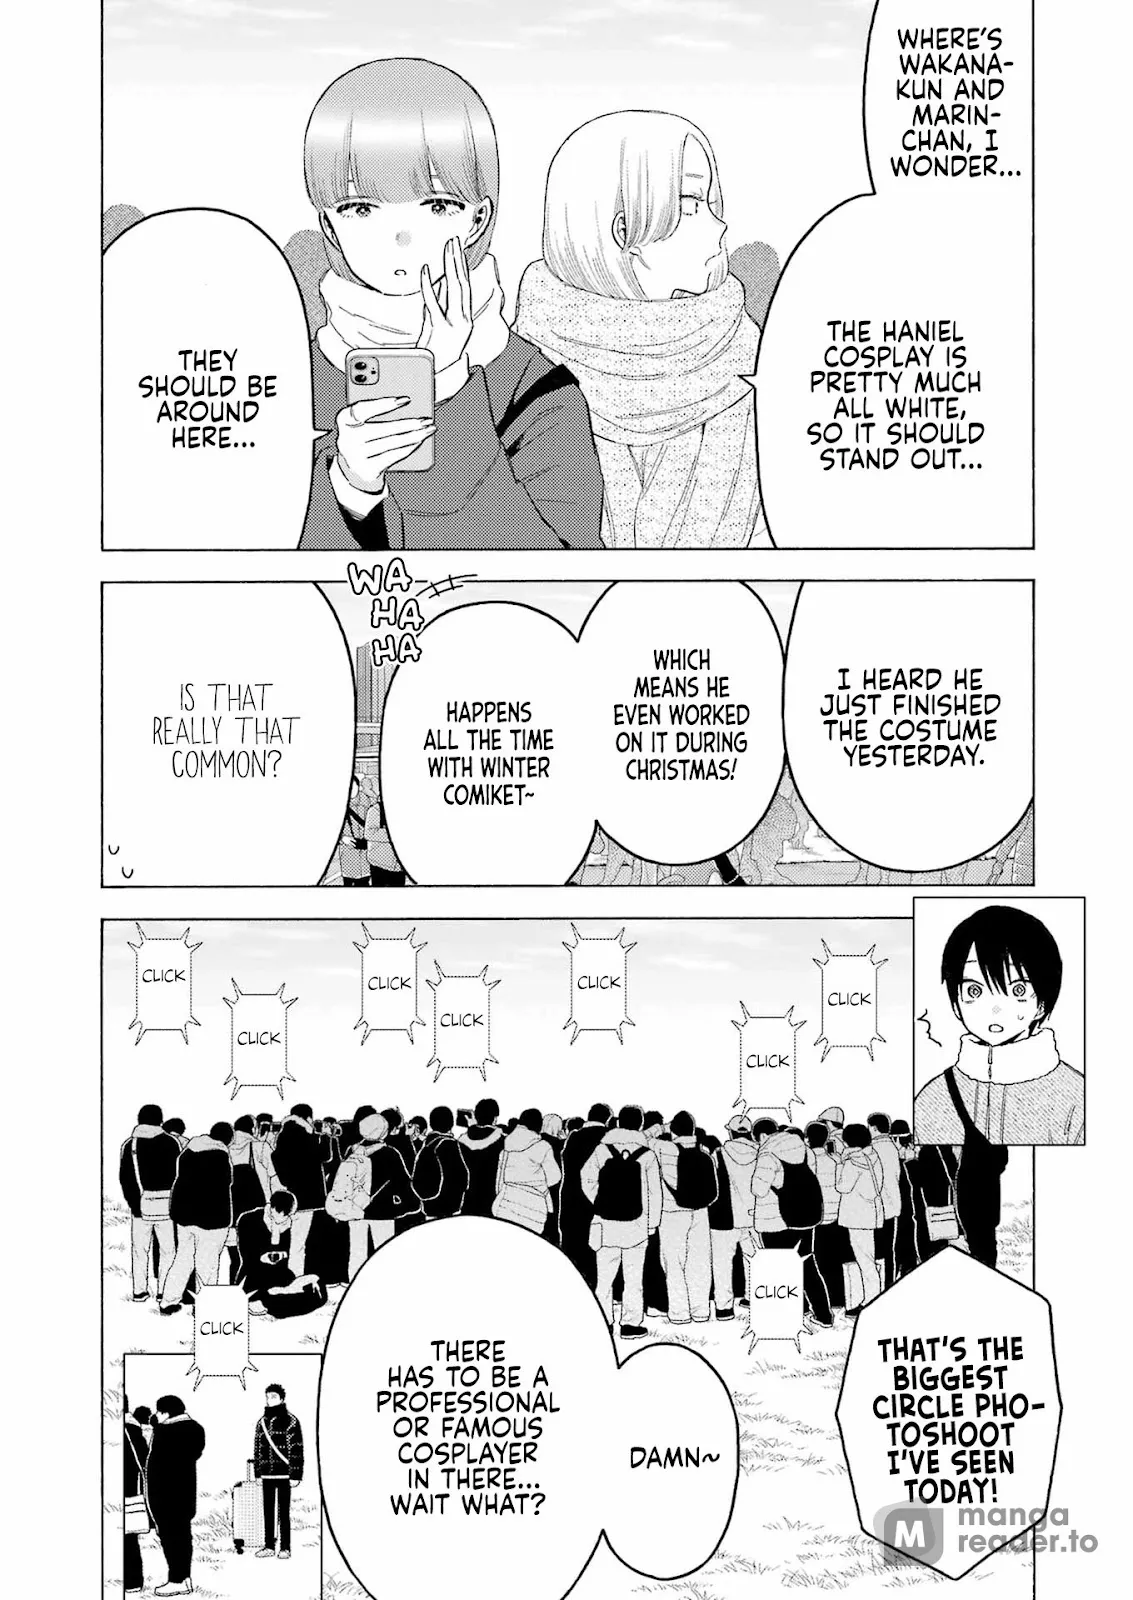 WHERE'S
WAKANA-
KUN AND
MARIN-
CHAN, I
WONDER...
THE HANIEL
COSPLAY IS
PRETTY MUCH
ALL WHITE,
SO IT SHOULD
STAND OUT...
THEY
SHOULD BE
AROUND
HERE...
I HEARD HE
JUST FINISHED
THE COSTUME
YESTERDAY.
WHICH
MEANS HE
EVEN WORKED
ON IT DURING
CHRISTMAS!
HAPPENS
ALL THE TIME
WITH WINTER
COMIKET~
WA
HA
HA
IS THAT
REALLY THAT
COMMON?
CLICK
CLICK
CLICK
CLICK
CLICK
CLICK
CLICK
CLICK
CLICK
THAT'S THE
BIGGEST
CIRCLE PHO-
TOSHOOT
I'VE SEEN
TODAY!
DAMN~
THERE
HAS TO BE A
PROFESSIONAL
OR FAMOUS
COSPLAYER
IN THERE...
WAIT WHAT?
M manga
reader.to